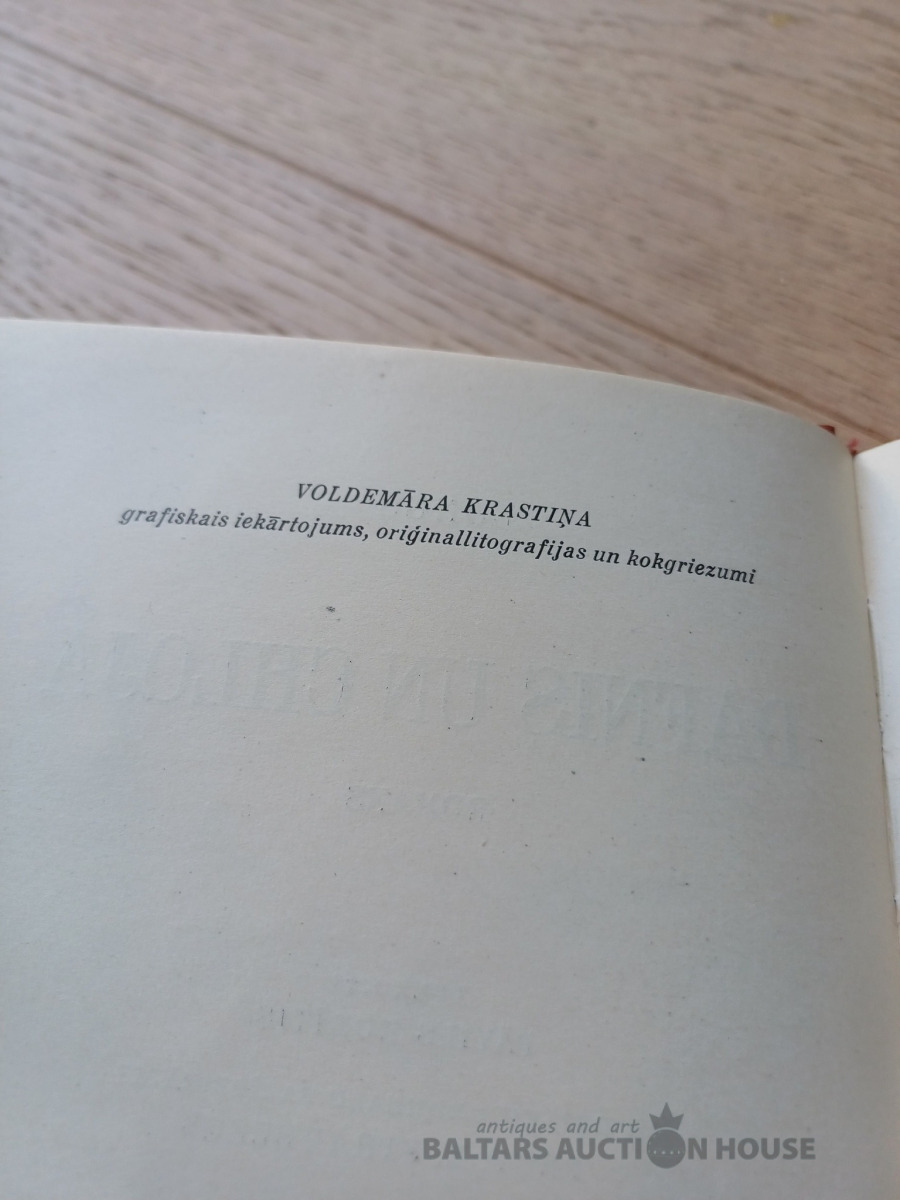 VOLDEMĀRA KRASTIŅA
grafiskais iekārtojums, oriģinallitografijas un kokgriezumi
antiques and art
BALTARS AUCTION HOUSE